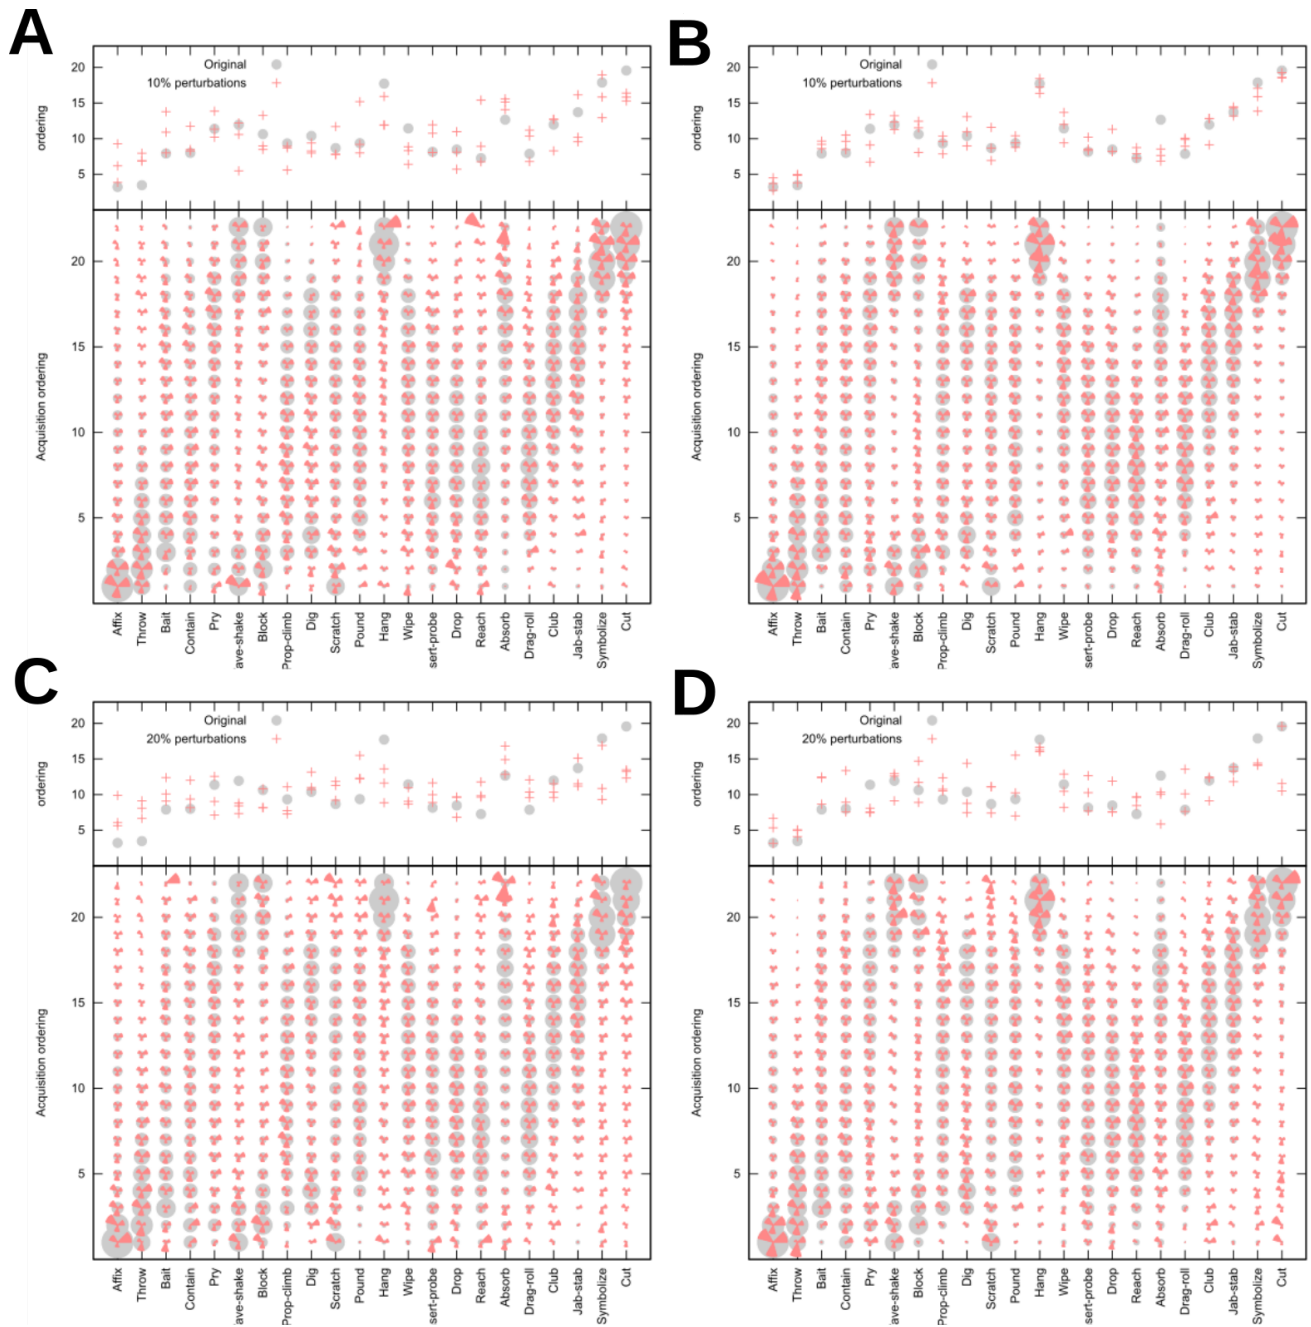 A
Original
10% perturbations
20
15
10
5
ordering
20
15
10
5
Acquisition ordering
Affix
Throw
Bait
Contain
Pry
ave-shake
Block
Prop-climb
Dig
Scratch
Pound
Hang
Wipe
sert-probe
Drop
Reach
Absorb
Drag-roll
Club
Jab-stab
Symbolize
Cut
B
Original
10% perturbations
20
15
10
5
ordering
20
15
10
5
Acquisition ordering
Affix
Throw
Bait
Contain
Pry
ave-shake
Block
Prop-climb
Dig
Scratch
Pound
Hang
Wipe
sert-probe
Drop
Reach
Absorb
Drag-roll
Club
Jab-stab
Symbolize
Cut
C
Original
20% perturbations
20
15
10
5
ordering
20
15
10
5
Acquisition ordering
Affix
Throw
Bait
Contain
Pry
ave-shake
Block
Prop-climb
Dig
Scratch
Pound
Hang
Wipe
sert-probe
Drop
Reach
Absorb
Drag-roll
Club
Jab-stab
Symbolize
Cut
D
Original
20% perturbations
20
15
10
5
ordering
20
15
10
5
Acquisition ordering
Affix
Throw
Bait
Contain
Pry
ave-shake
Block
Prop-climb
Dig
Scratch
Pound
Hang
Wipe
sert-probe
Drop
Reach
Absorb
Drag-roll
Club
Jab-stab
Symbolize
Cut